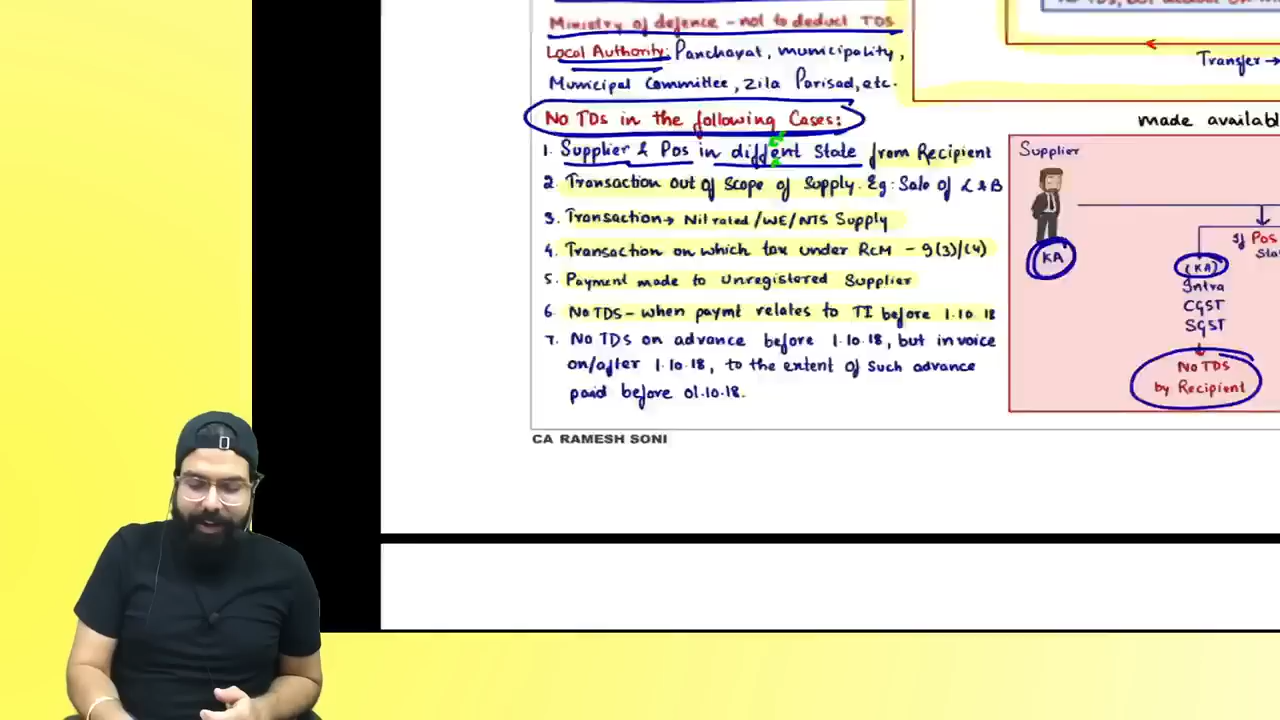 Ministry of defence - not to deduct TDS
Local Authority: Panchayat, municipality,
Municipal Committee, Zila Parisad, etc.
No TDS in the following Cases:
1. Supplier & Pos in different State from Recipient
2. Transaction out of Scope of Supply. Eg: Sale of L & B
3. Transaction → Nil rated/WE/NTS Supply
4. Transaction on which tax under RCM - 9(3)/(4)
5. Payment made to Unregistered Supplier
6. No TDS - when paymt relates to TI before 1.10.18
7. No TDS on advance before 1.10.18, but invoice
on/after 1.10.18, to the extent of Such advance
paid before 01.10.18.
CA RAMESH SONI
Transfer →
made availab
Supplier
KA
If Pos
Sta
(KA)
Intra
CGST
SGST
No TDS
by Recipient